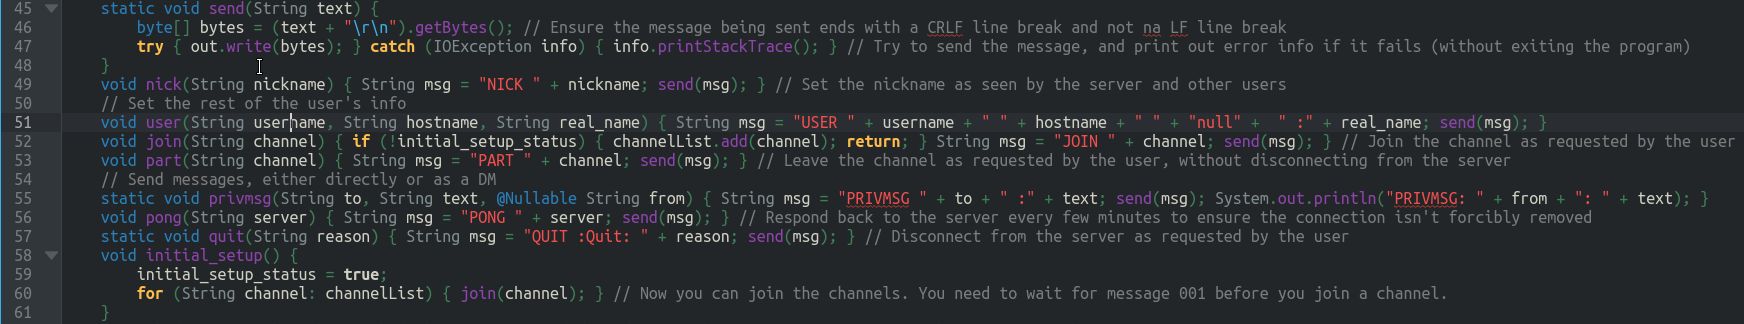 45 static void send(String text) {
46 byte[] bytes = (text + "\r\n").getBytes(); // Ensure the message being sent ends with a CRLF line break and not na LF line break
47 try { out.write(bytes); } catch (IOException info) { info.printStackTrace(); } // Try to send the message, and print out error info if it fails (without exiting the program)
48 }
49 void nick(String nickname) { String msg = "NICK " + nickname; send(msg); } // Set the nickname as seen by the server and other users
50 // Set the rest of the user's info
51 void user(String username, String hostname, String real_name) { String msg = "USER " + username + " " + hostname + " " + "null" +  " :" + real_name; send(msg); }
52 void join(String channel) { if (!initial_setup_status) { channelList.add(channel); return; } String msg = "JOIN " + channel; send(msg); } // Join the channel as requested by the user
53 void part(String channel) { String msg = "PART " + channel; send(msg); } // Leave the channel as requested by the user, without disconnecting from the server
54 // Send messages, either directly or as a DM
55 static void privmsg(String to, String text, @Nullable String from) { String msg = "PRIVMSG " + to + " :" + text; send(msg); System.out.println("PRIVMSG: " + from + ": " + text); }
56 void pong(String server) { String msg = "PONG " + server; send(msg); } // Respond back to the server every few minutes to ensure the connection isn't forcibly removed
57 static void quit(String reason) { String msg = "QUIT :Quit: " + reason; send(msg); } // Disconnect from the server as requested by the user
58 void initial_setup() {
59 initial_setup_status = true;
60 for (String channel: channelList) { join(channel); } // Now you can join the channels. You need to wait for message 001 before you join a channel.
61 }